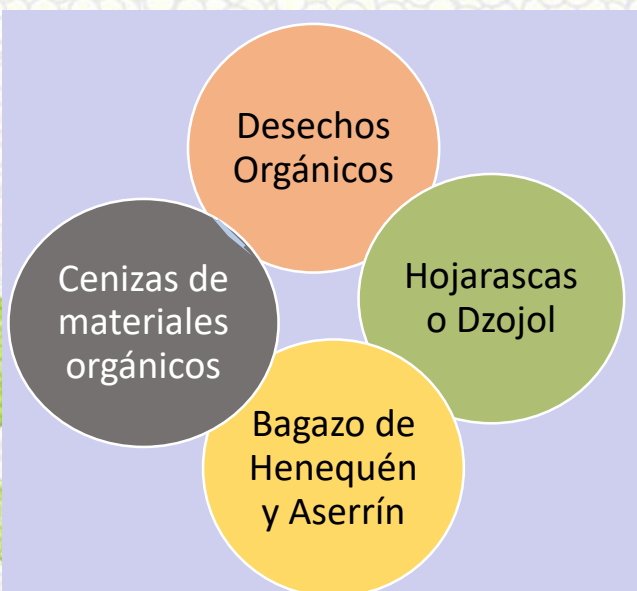 Desechos
Orgánicos
Hojarascas
o Dzojol
Cenizas de
materiales
orgánicos
Bagazo de
Henequén
y Aserrín